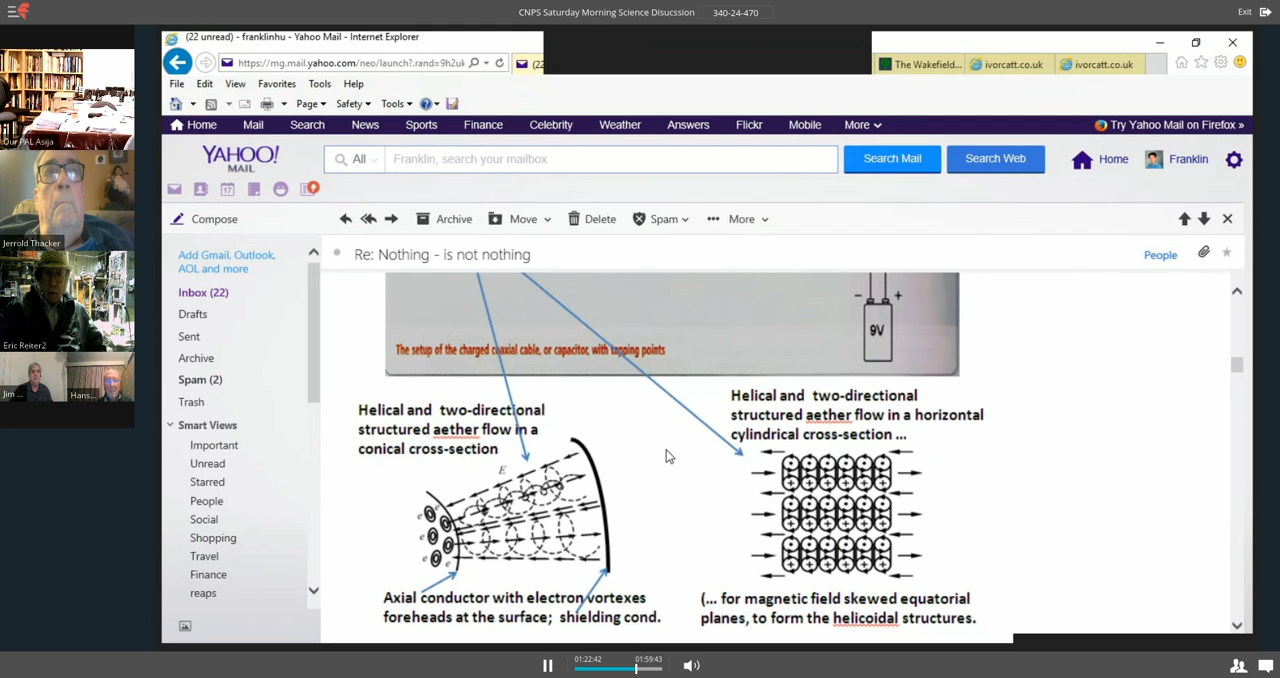 CNPS Saturday Morning Science Disucssion 340-24-470
Exit
Our PAL Asija
Jerrold Thacker
Eric Reiter2
Jim ...
Hans...
(22 unread) - franklinhu - Yahoo Mail - Internet Explorer
https://mg.mail.yahoo.com/neo/launch?.rand=9h2uk
(22
The Wakefield...
ivorcatt.co.uk
ivorcatt.co.uk
File Edit View Favorites Tools Help
Page Safety Tools
Home Mail Search News Sports Finance Celebrity Weather Answers Flickr Mobile More
Try Yahoo Mail on Firefox »
YAHOO!
MAIL
All
Franklin, search your mailbox
Search Mail
Search Web
Home
Franklin
17
Compose
Archive Move Delete Spam More
Add Gmail, Outlook,
AOL and more
Inbox (22)
Drafts
Sent
Archive
Spam (2)
Trash
Smart Views
Important
Unread
Starred
People
Social
Shopping
Travel
Finance
reaps
Re: Nothing - is not nothing
People
- +
9V
The setup of the charged coaxial cable, or capacitor, with tapping points
Helical and two-directional
structured aether flow in a
conical cross-section
Helical and two-directional
structured aether flow in a horizontal
cylindrical cross-section ...
E
e
e
e
e
Axial conductor with electron vortexes
foreheads at the surface; shielding cond.
(... for magnetic field skewed equatorial
planes, to form the helicoidal structures.
01:22:42
01:59:43